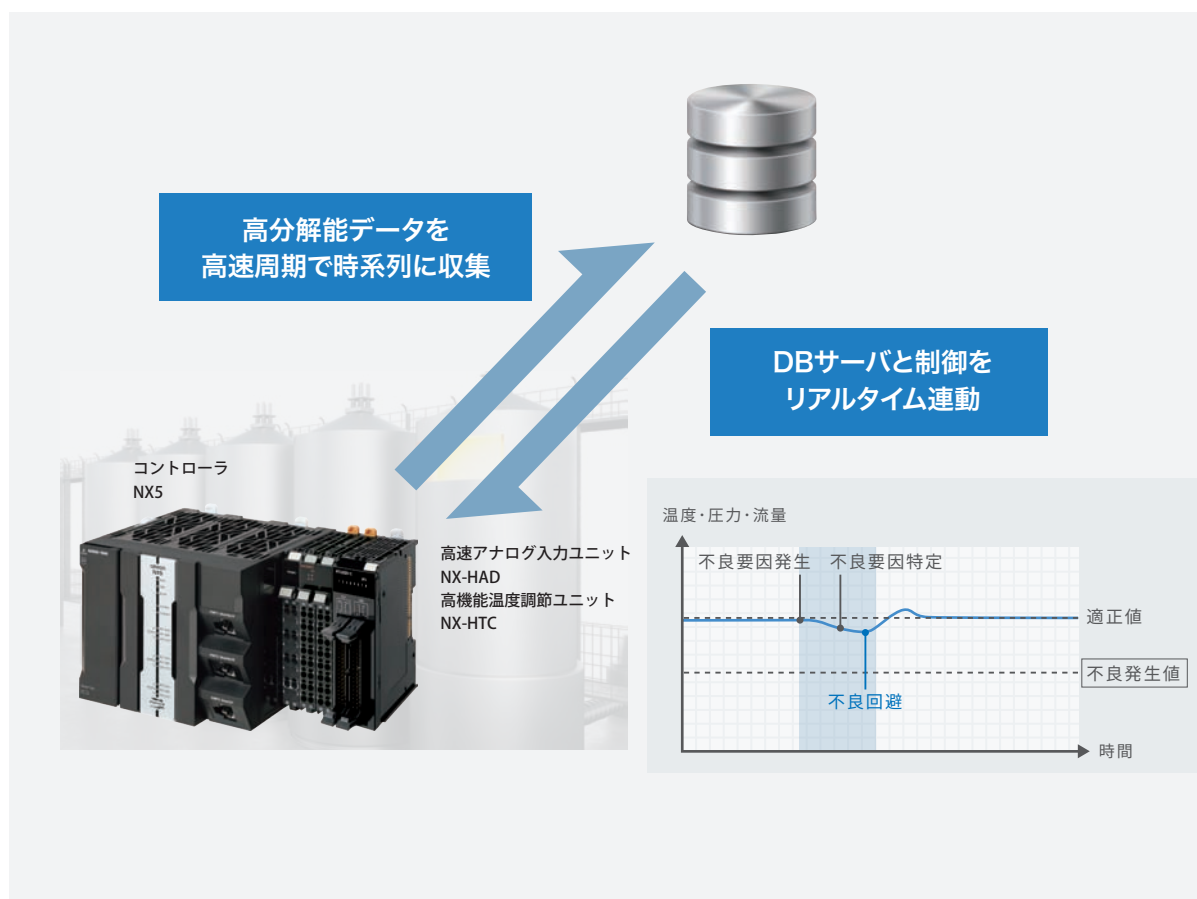 高分解能データを
高速周期で時系列に収集
DBサーバと制御を
リアルタイム連動
コントローラ
NX5
高速アナログ入力ユニット
NX-HAD
高機能温度調節ユニット
NX-HTC
温度・圧力・流量
不良要因発生
不良要因特定
適正値
不良発生値
不良回避
時間